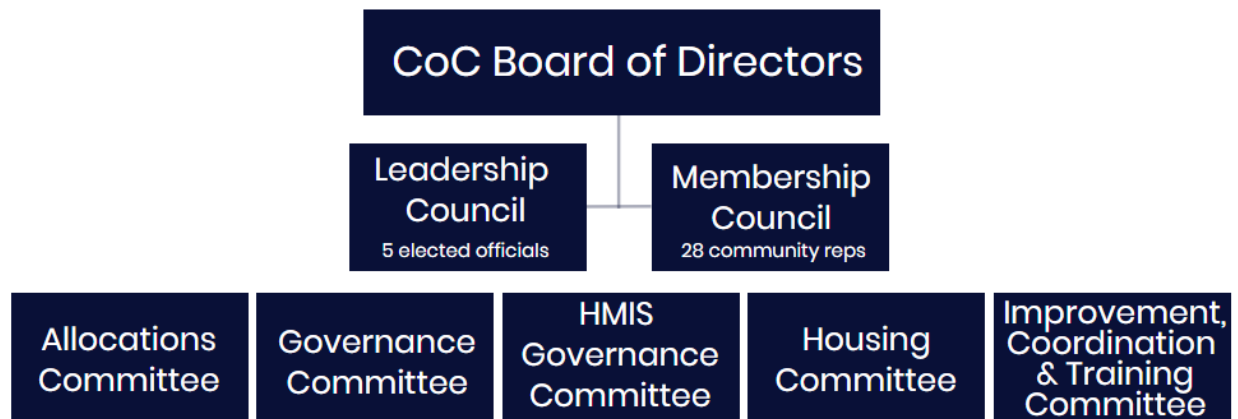 CoC Board of Directors
Leadership
Council
5 elected officials
Membership
Council
28 community reps
Allocations
Committee
Governance
Committee
HMIS
Governance
Committee
Housing
Committee
Improvement,
Coordination
& Training
Committee